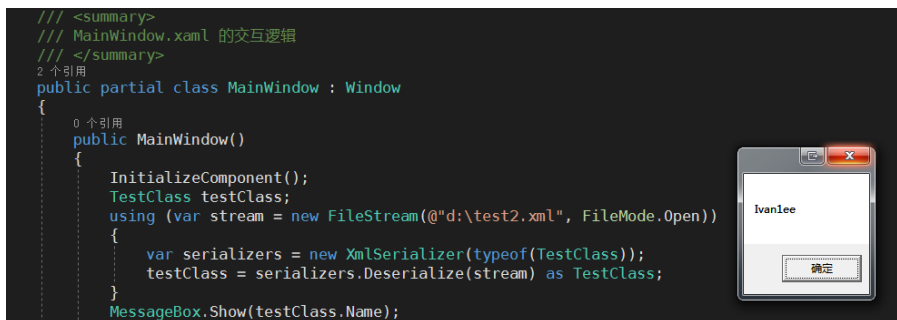 /// <summary>
/// MainWindow.xaml 的交互逻辑
/// </summary>
2 个引用
public partial class MainWindow : Window
{
0 个引用
public MainWindow()
{
InitializeComponent();
TestClass testClass;
using (var stream = new FileStream(@"d:\test2.xml", FileMode.Open))
{
var serializers = new XmlSerializer(typeof(TestClass));
testClass = serializers.Deserialize(stream) as TestClass;
}
MessageBox.Show(testClass.Name);
Ivanlee
确定